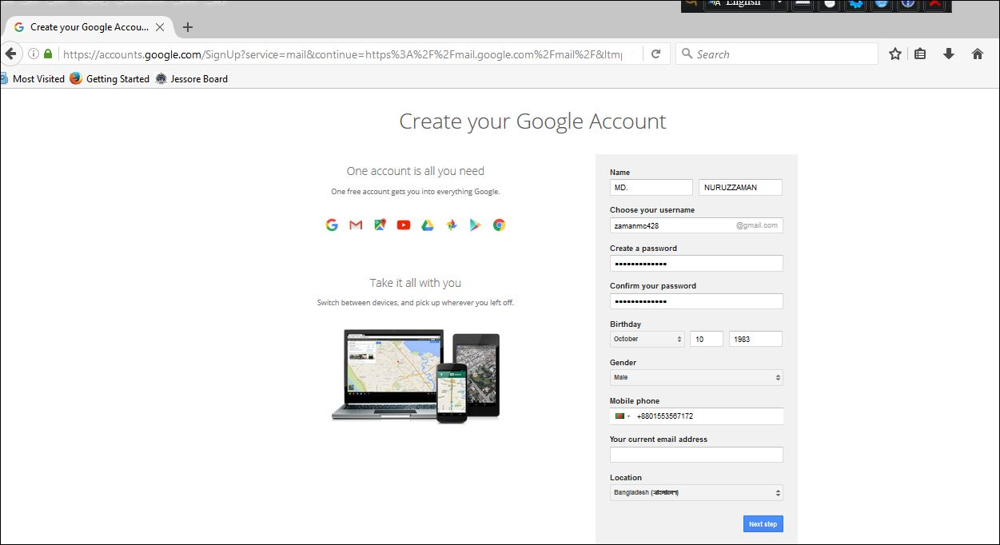 English
Create your Google Accou...
https://accounts.google.com/SignUp?service=mail&continue=https%3A%2F%2Fmail.google.com%2Fmail%2F&ltmp
Search
Most Visited Getting Started Jessore Board
Create your Google Account
One account is all you need
One free account gets you into everything Google.
Take it all with you
Switch between devices, and pick up wherever you left off.
Name
MD. NURUZZAMAN
Choose your username
zamanmc428 @gmail.com
Create a password
•••••••••••••
Confirm your password
•••••••••••••
Birthday
October 10 1983
Gender
Male
Mobile phone
+8801553567172
Your current email address
Location
Bangladesh (বাংলাদেশ)
Next step